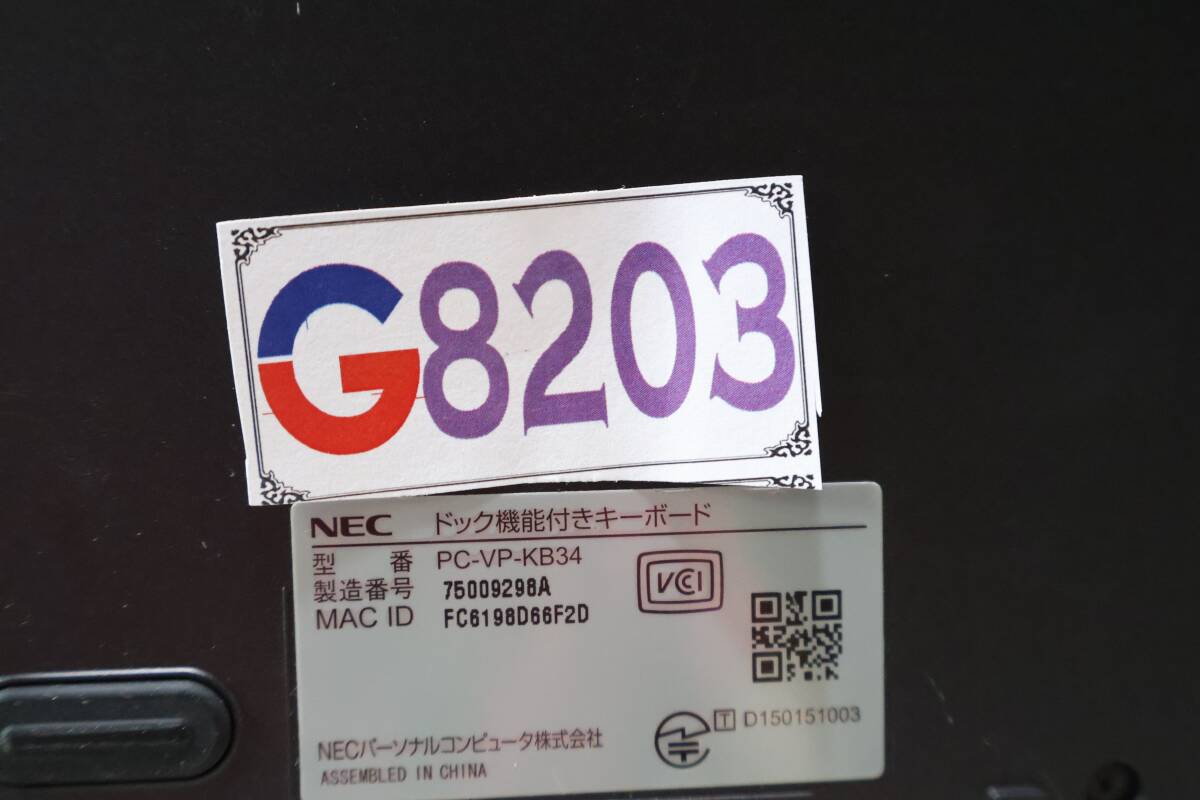 G8203
NEC ドック機能付きキーボード
型 番 PC-VP-KB34
製造番号 75009298A
MAC ID FC6198D66F2D
VCCI
T D150151003
NECパーソナルコンピュータ株式会社
ASSEMBLED IN CHINA